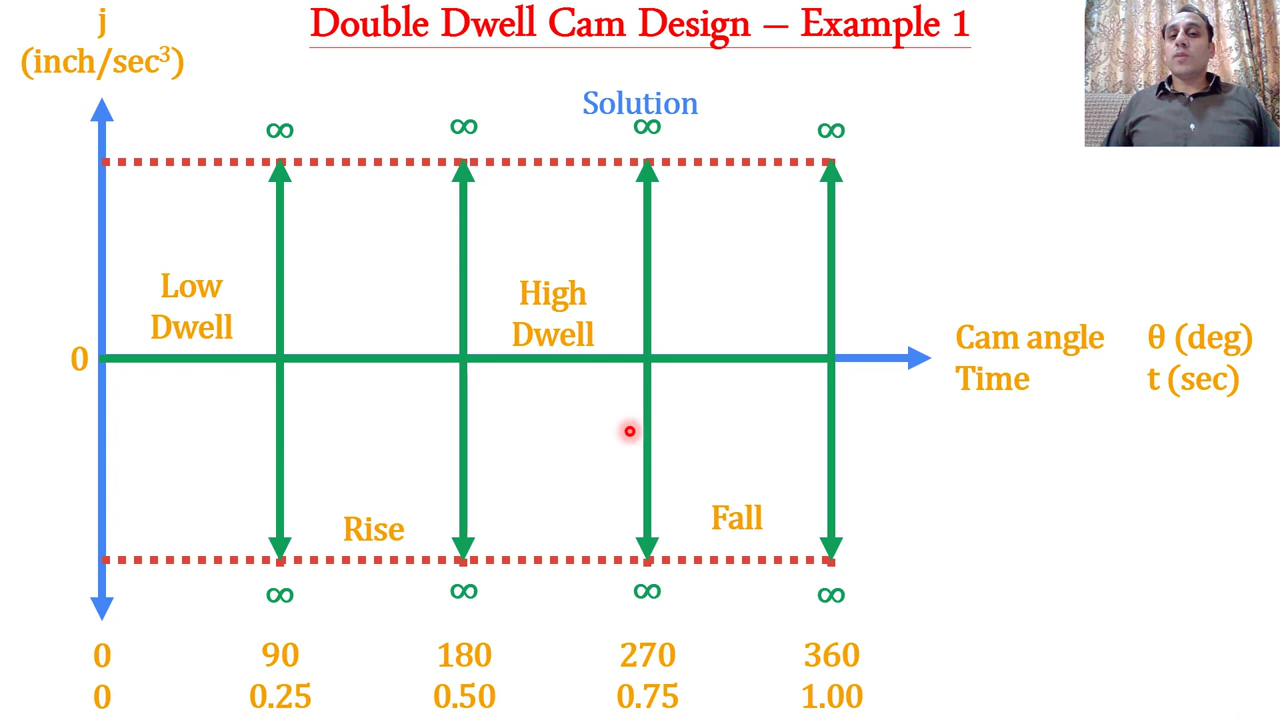 Double Dwell Cam Design – Example 1
j
(inch/sec³)
Solution
∞ ∞ ∞ ∞
Low
Dwell
High
Dwell
0
Cam angle θ (deg)
Time t (sec)
Rise
Fall
∞ ∞ ∞ ∞
0 90 180 270 360
0 0.25 0.50 0.75 1.00